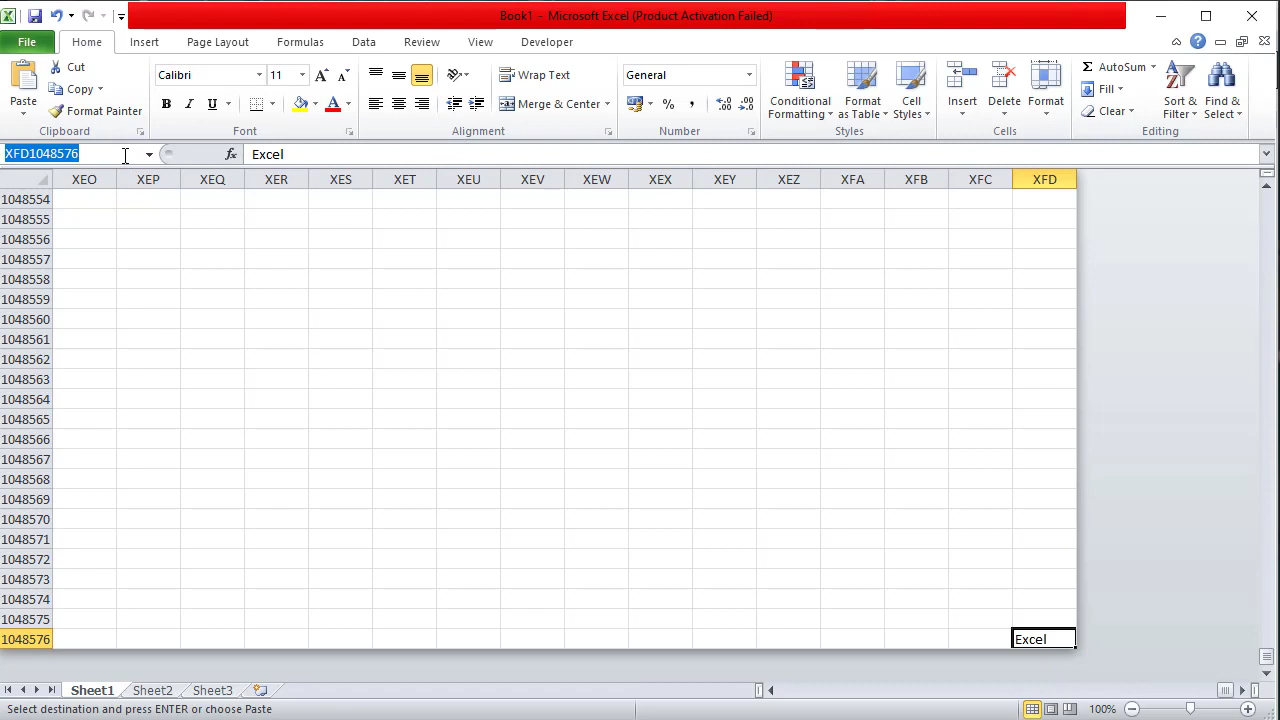 Book1 - Microsoft Excel (Product Activation Failed)
File Home Insert Page Layout Formulas Data Review View Developer
Paste
Cut
Copy
Format Painter
Clipboard
Calibri 11
B I U
Font
Wrap Text
Merge & Center
Alignment
General
Number
Conditional Formatting
Format as Table
Cell Styles
Styles
Insert
Delete
Format
Cells
AutoSum
Fill
Clear
Sort & Filter
Find & Select
Editing
XFD1048576 fx Excel
XEO XEP XEQ XER XES XET XEU XEV XEW XEX XEY XEZ XFA XFB XFC XFD
1048554
1048555
1048556
1048557
1048558
1048559
1048560
1048561
1048562
1048563
1048564
1048565
1048566
1048567
1048568
1048569
1048570
1048571
1048572
1048573
1048574
1048575
1048576 Excel
Sheet1 Sheet2 Sheet3
Select destination and press ENTER or choose Paste 100%